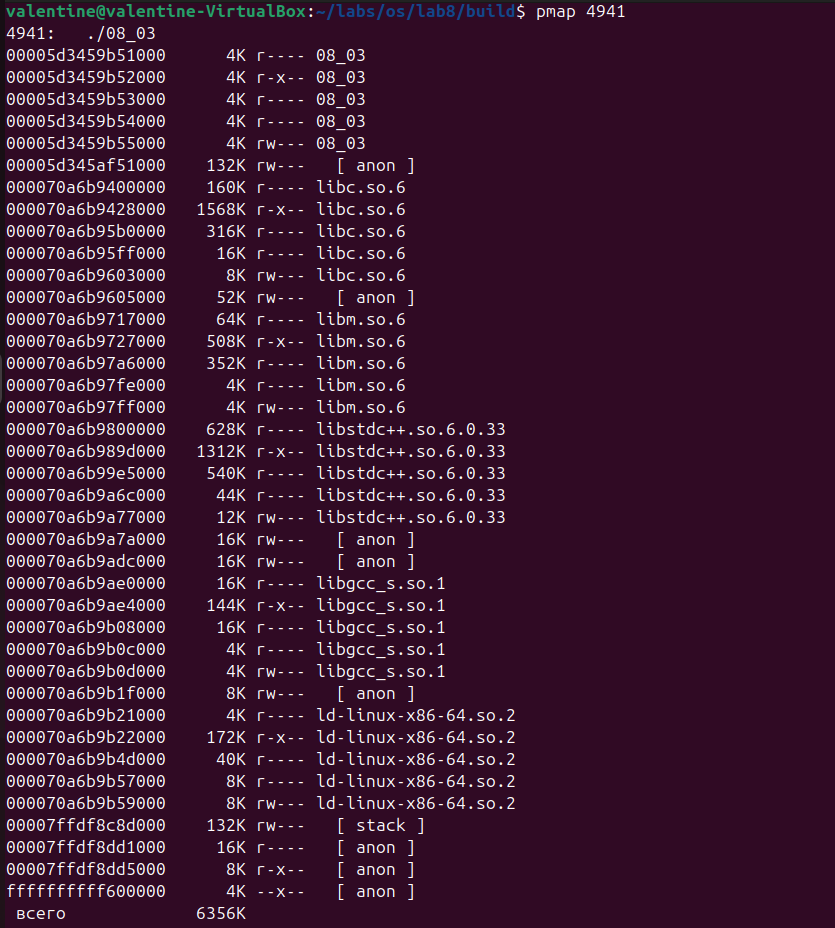 valentine@valentine-VirtualBox:~/labs/os/lab8/build$ pmap 4941
4941:   ./08_03
00005d3459b51000      4K r---- 08_03
00005d3459b52000      4K r-x-- 08_03
00005d3459b53000      4K r---- 08_03
00005d3459b54000      4K r---- 08_03
00005d3459b55000      4K rw--- 08_03
00005d345af51000    132K rw---   [ anon ]
000070a6b9400000    160K r---- libc.so.6
000070a6b9428000   1568K r-x-- libc.so.6
000070a6b95b0000    316K r---- libc.so.6
000070a6b95ff000     16K r---- libc.so.6
000070a6b9603000      8K rw--- libc.so.6
000070a6b9605000     52K rw---   [ anon ]
000070a6b9717000     64K r---- libm.so.6
000070a6b9727000    508K r-x-- libm.so.6
000070a6b97a6000    352K r---- libm.so.6
000070a6b97fe000      4K r---- libm.so.6
000070a6b97ff000      4K rw--- libm.so.6
000070a6b9800000    628K r---- libstdc++.so.6.0.33
000070a6b989d000   1312K r-x-- libstdc++.so.6.0.33
000070a6b99e5000    540K r---- libstdc++.so.6.0.33
000070a6b9a6c000     44K r---- libstdc++.so.6.0.33
000070a6b9a77000     12K rw--- libstdc++.so.6.0.33
000070a6b9a7a000     16K rw---   [ anon ]
000070a6b9adc000     16K rw---   [ anon ]
000070a6b9ae0000     16K r---- libgcc_s.so.1
000070a6b9ae4000    144K r-x-- libgcc_s.so.1
000070a6b9b08000     16K r---- libgcc_s.so.1
000070a6b9b0c000      4K r---- libgcc_s.so.1
000070a6b9b0d000      4K rw--- libgcc_s.so.1
000070a6b9b1f000      8K rw---   [ anon ]
000070a6b9b21000      4K r---- ld-linux-x86-64.so.2
000070a6b9b22000    172K r-x-- ld-linux-x86-64.so.2
000070a6b9b4d000     40K r---- ld-linux-x86-64.so.2
000070a6b9b57000      8K r---- ld-linux-x86-64.so.2
000070a6b9b59000      8K rw--- ld-linux-x86-64.so.2
00007ffdf8c8d000    132K rw---   [ stack ]
00007ffdf8dd1000     16K r----   [ anon ]
00007ffdf8dd5000      8K r-x--   [ anon ]
ffffffffff600000      4K --x--   [ anon ]
 всего             6356K